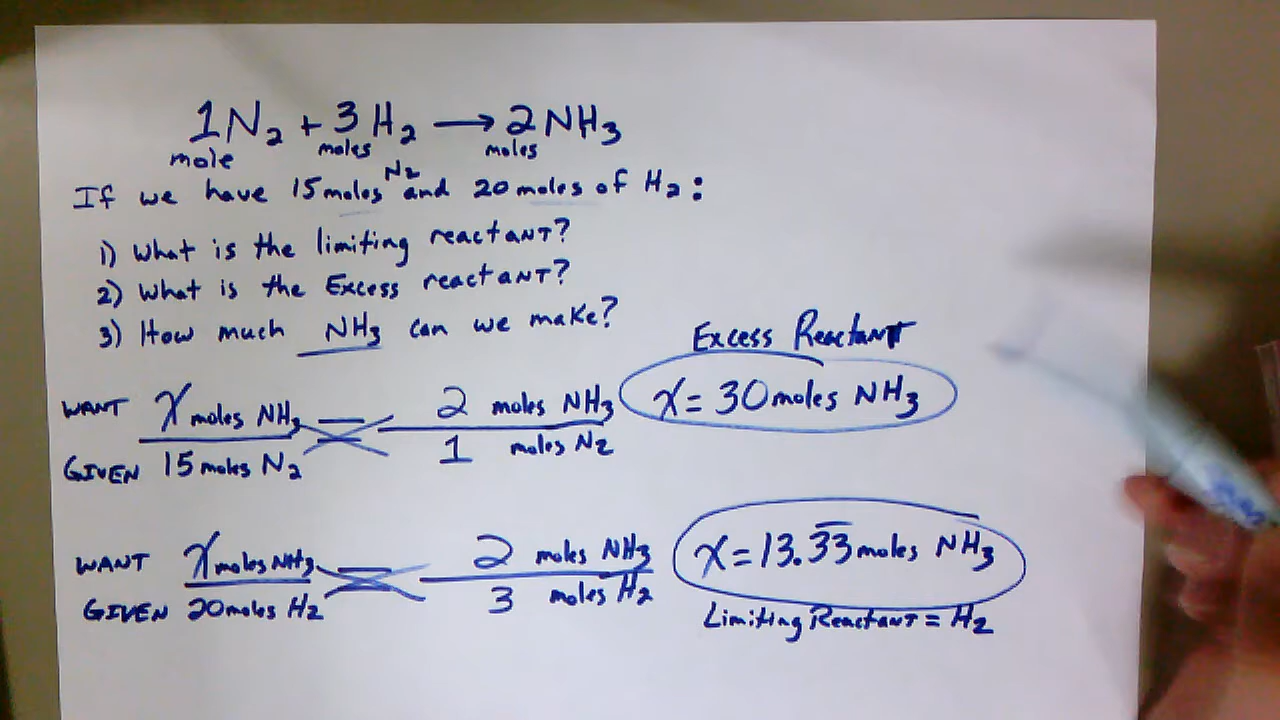 1N₂ + 3H₂ → 2NH₃
mole moles moles
If we have 15 moles N₂ and 20 moles of H₂:
1) What is the limiting reactANT?
2) What is the Excess reactANT?
3) How much NH₃ can we make?
Excess ReactanT
WANT X moles NH₃ = 2 moles NH₃ X = 30 moles NH₃
GIVEN 15 moles N₂ 1 moles N₂
WANT X moles NH₃ = 2 moles NH₃ X = 13.3̅3̅ moles NH₃
GIVEN 20 moles H₂ 3 moles H₂
Limiting ReactANT = H₂